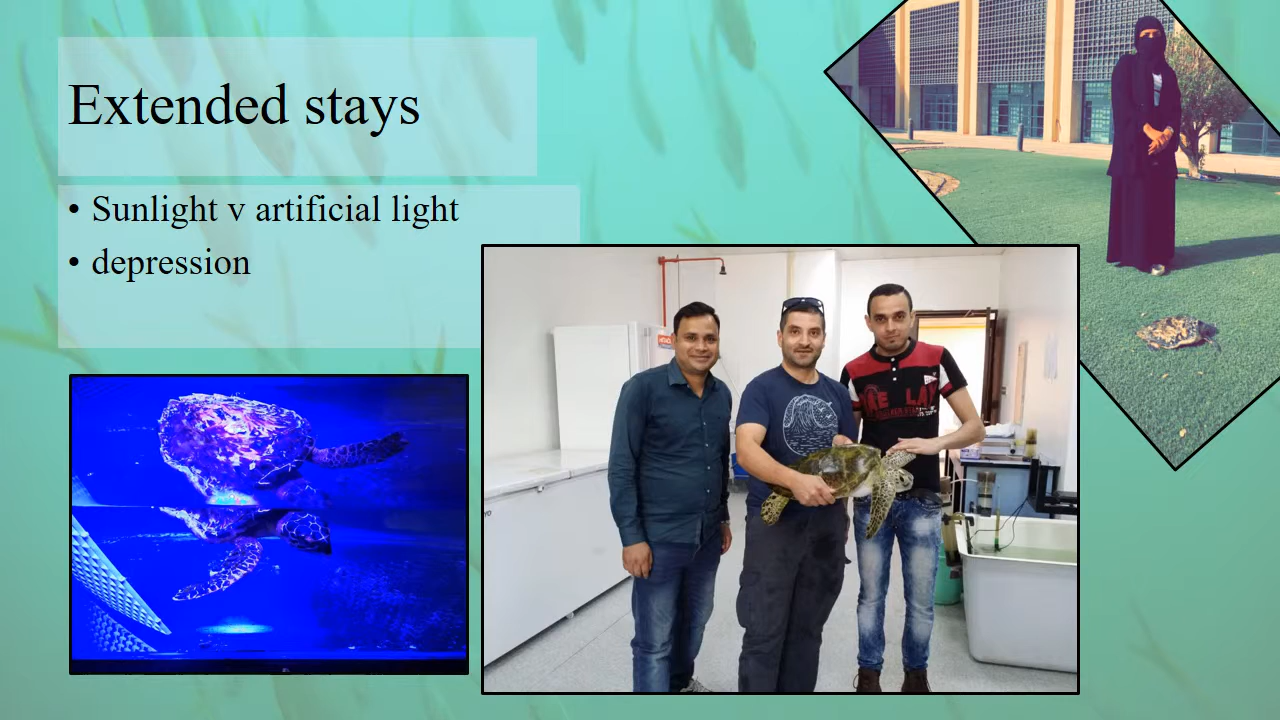 Extended stays
• Sunlight v artificial light
• depression